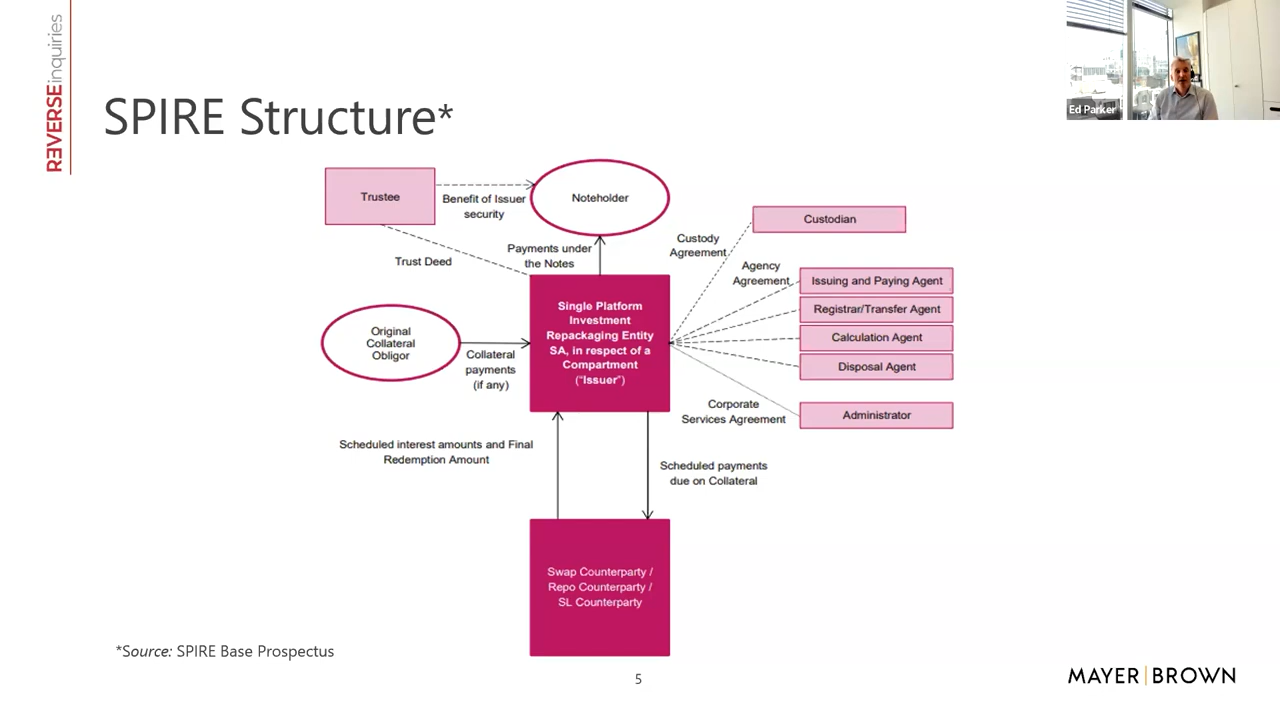 REVERSEinquiries
SPIRE Structure*
Ed Parker
Trustee
Benefit of Issuer
security
Noteholder
Trust Deed
Payments under
the Notes
Custody
Agreement
Custodian
Agency
Agreement
Issuing and Paying Agent
Registrar/Transfer Agent
Calculation Agent
Disposal Agent
Original
Collateral
Obligor
Collateral
payments
(if any)
Single Platform
Investment
Repackaging Entity
SA, in respect of a
Compartment
("Issuer")
Corporate
Services Agreement
Administrator
Scheduled interest amounts and Final
Redemption Amount
Scheduled payments
due on Collateral
Swap Counterparty /
Repo Counterparty /
SL Counterparty
*Source: SPIRE Base Prospectus
5
MAYER | BROWN